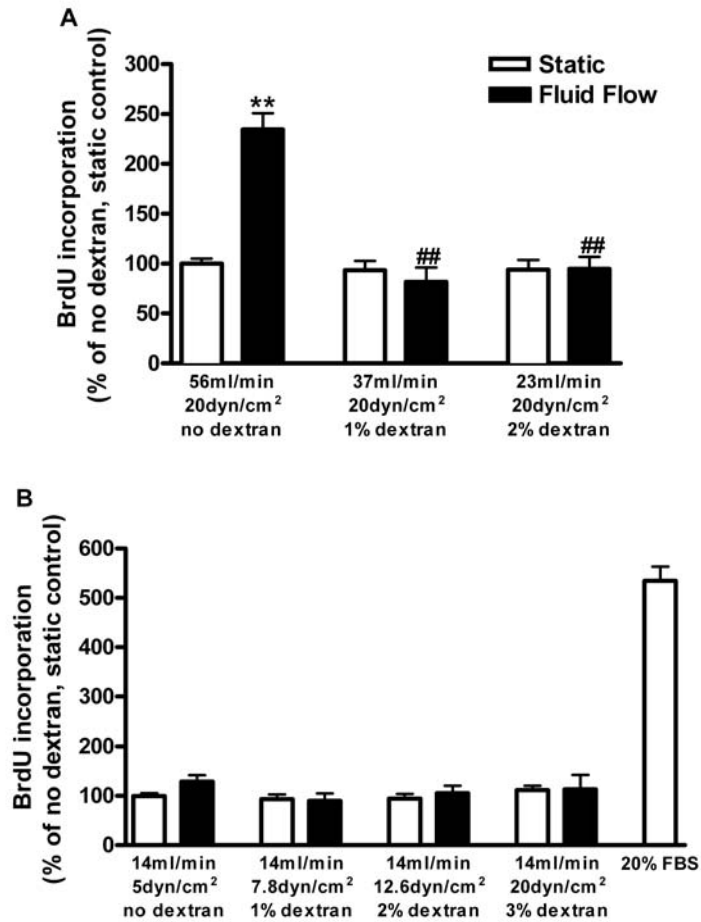 A
BrdU incorporation
(% of no dextran, static control)
300
250
200
150
100
50
0
**
##
##
Static
Fluid Flow
56ml/min
20dyn/cm²
no dextran
37ml/min
20dyn/cm²
1% dextran
23ml/min
20dyn/cm²
2% dextran
B
BrdU incorporation
(% of no dextran, static control)
600
500
400
300
200
100
0
14ml/min
5dyn/cm²
no dextran
14ml/min
7.8dyn/cm²
1% dextran
14ml/min
12.6dyn/cm²
2% dextran
14ml/min
20dyn/cm²
3% dextran
20% FBS